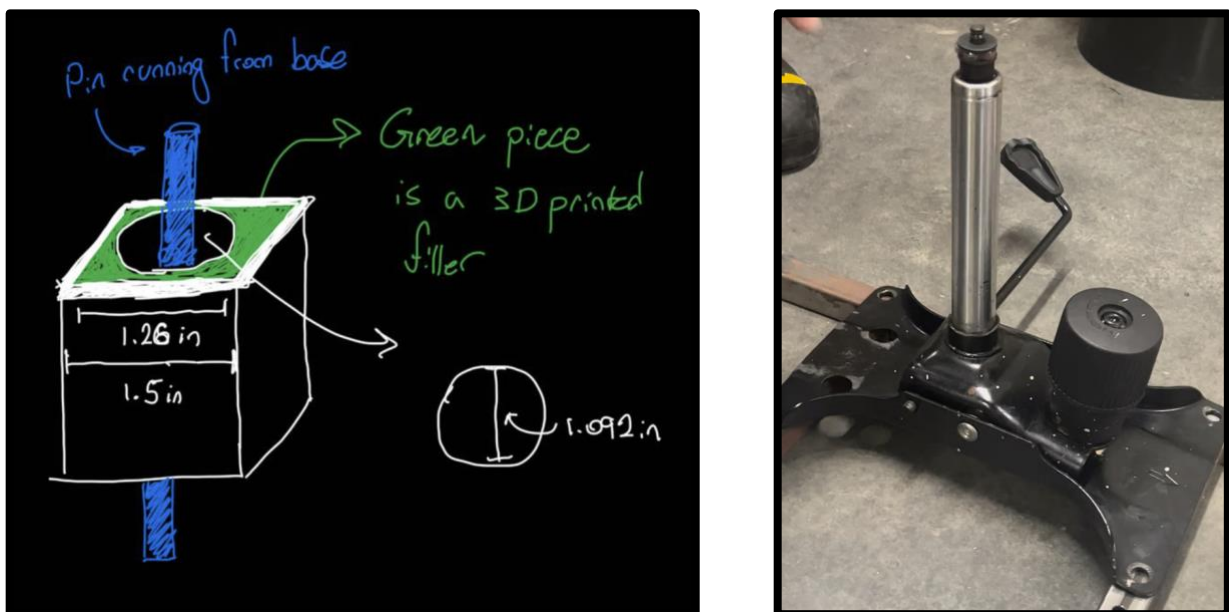 Pin running from base
Green piece
is a 3D printed
filler
1.26 in
1.5 in
1.092 in